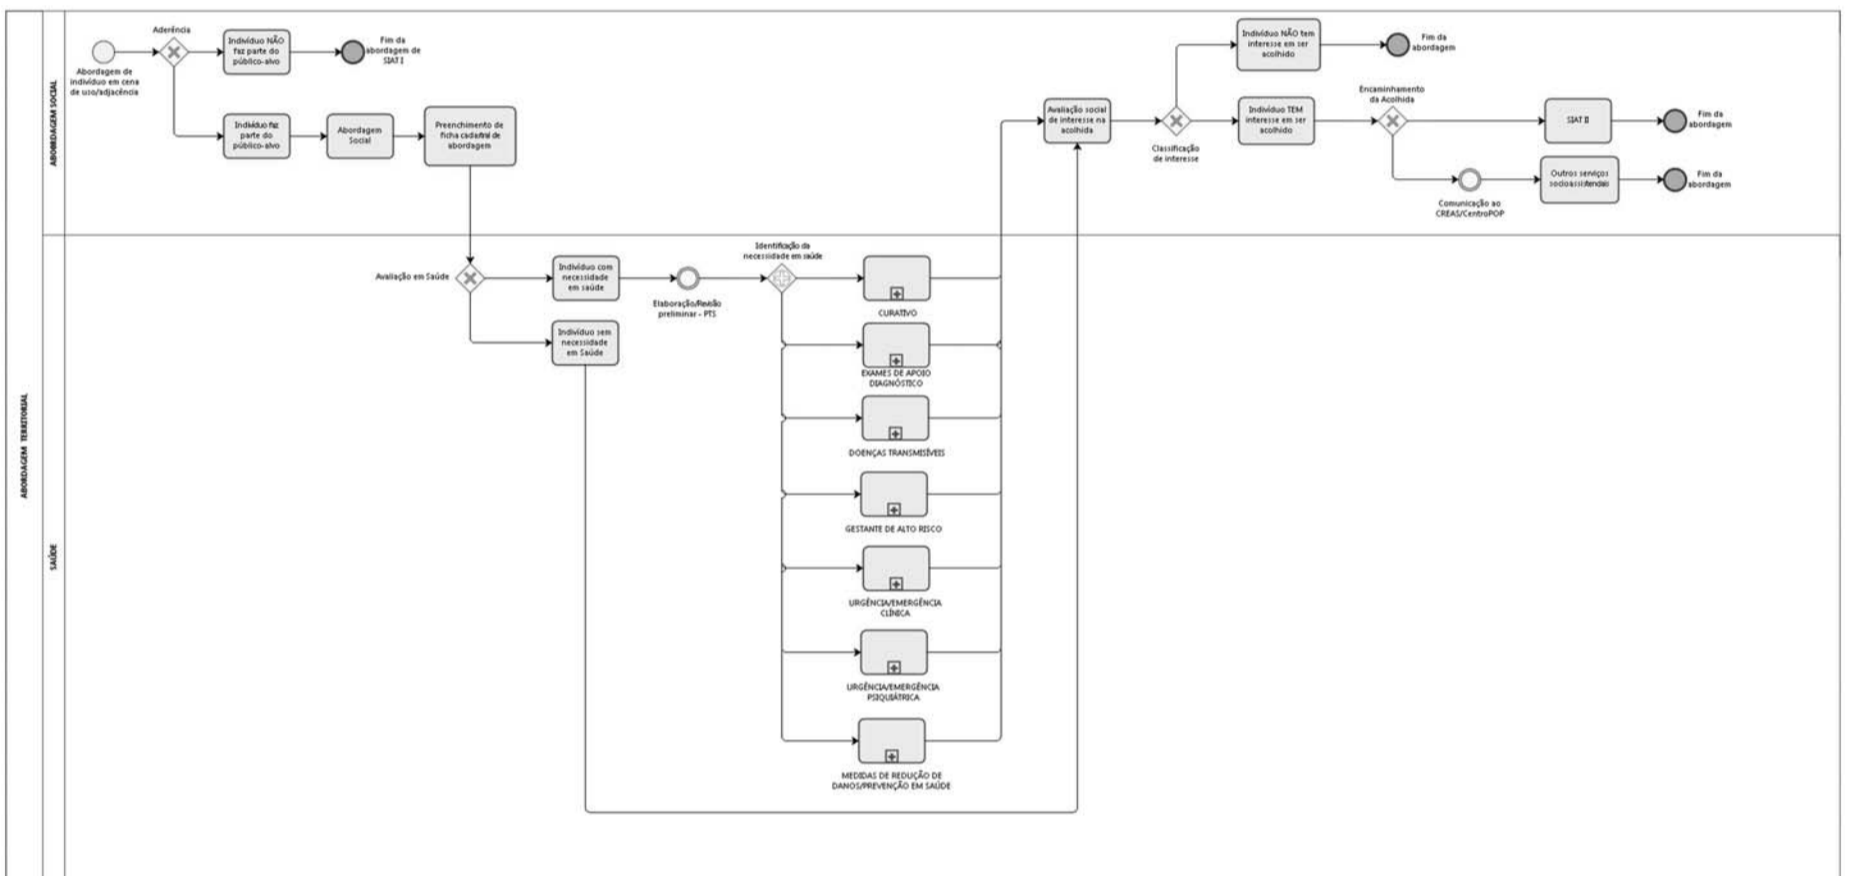 ABORDAGEM TERRITORIAL
ABORDAGEM SOCIAL
Abordagem de
indivíduo em cena
de uso/adjacência
Aderência
Indivíduo NÃO
faz parte do
público-alvo
Fim da
abordagem de
SIAT I
Indivíduo faz
parte do
público-alvo
Abordagem
Social
Preenchimento de
ficha cadastral de
abordagem
Avaliação social
de interesse na
acolhida
Classificação
de interesse
Indivíduo NÃO tem
interesse em ser
acolhido
Fim da
abordagem
Indivíduo TEM
interesse em ser
acolhido
Encaminhamento
da Acolhida
SIAT II
Fim da
abordagem
Comunicação ao
CREAS/CentroPOP
Outros serviços
socioassistenciais
Fim da
abordagem
SAÚDE
Avaliação em Saúde
Indivíduo com
necessidade
em saúde
Elaboração/Revisão
preliminar - PTS
Identificação da
necessidade em saúde
Indivíduo sem
necessidade
em Saúde
CURATIVO
EXAMES DE APOIO
DIAGNÓSTICO
DOENÇAS TRANSMISÍVEIS
GESTANTE DE ALTO RISCO
URGÊNCIA/EMERGÊNCIA
CLÍNICA
URGÊNCIA/EMERGÊNCIA
PSIQUIÁTRICA
MEDIDAS DE REDUÇÃO DE
DANOS/PREVENÇÃO EM SAÚDE